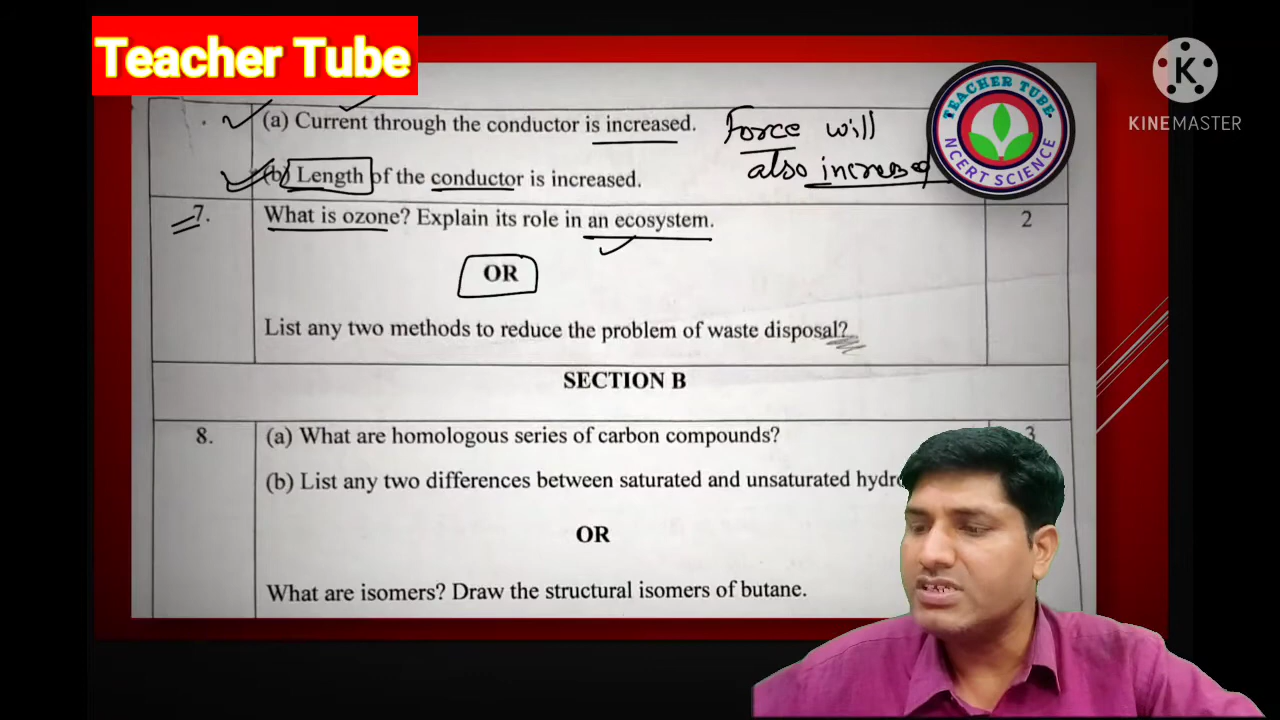 Teacher Tube
K
KINEMASTER
TEACHER TUBE
NCERT SCIENCE
(a) Current through the conductor is increased. Force will
(b) Length of the conductor is increased. also increased
7. What is ozone? Explain its role in an ecosystem. 2
OR
List any two methods to reduce the problem of waste disposal?
SECTION B
8. (a) What are homologous series of carbon compounds? 3
(b) List any two differences between saturated and unsaturated hydro
OR
What are isomers? Draw the structural isomers of butane.